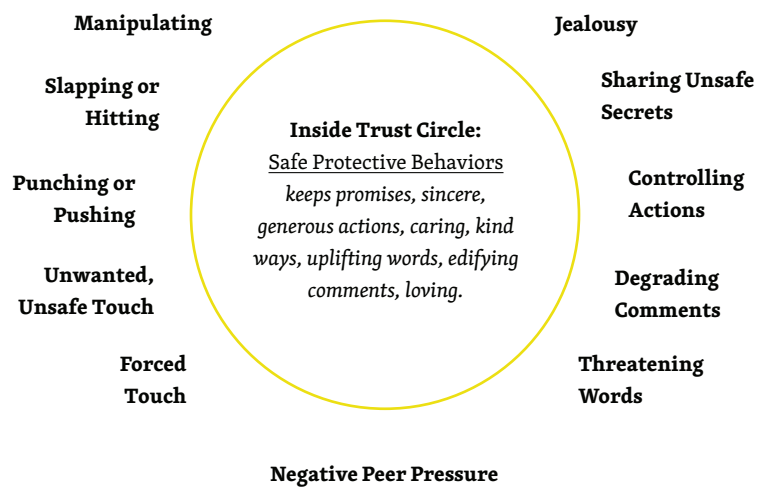 Manipulating
Jealousy
Slapping or
Hitting
Sharing Unsafe
Secrets
Punching or
Pushing
Controlling
Actions
Unwanted,
Unsafe Touch
Degrading
Comments
Forced
Touch
Threatening
Words
Inside Trust Circle:
Safe Protective Behaviors
keeps promises, sincere,
generous actions, caring, kind
ways, uplifting words, edifying
comments, loving.
Negative Peer Pressure